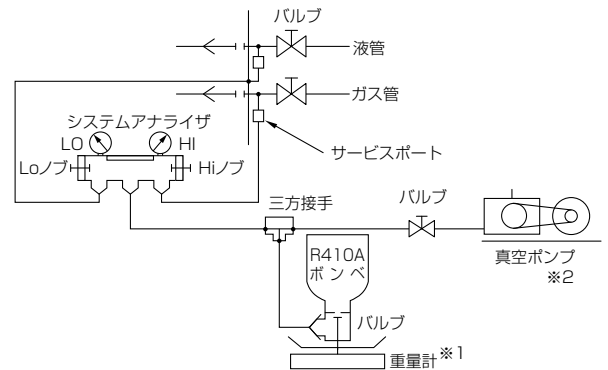 バルブ
液管
ガス管
システムアナライザ
LO
HI
Loノブ
Hiノブ
サービスポート
三方接手
バルブ
R410A
ボンベ
真空ポンプ
※2
バルブ
重量計※1